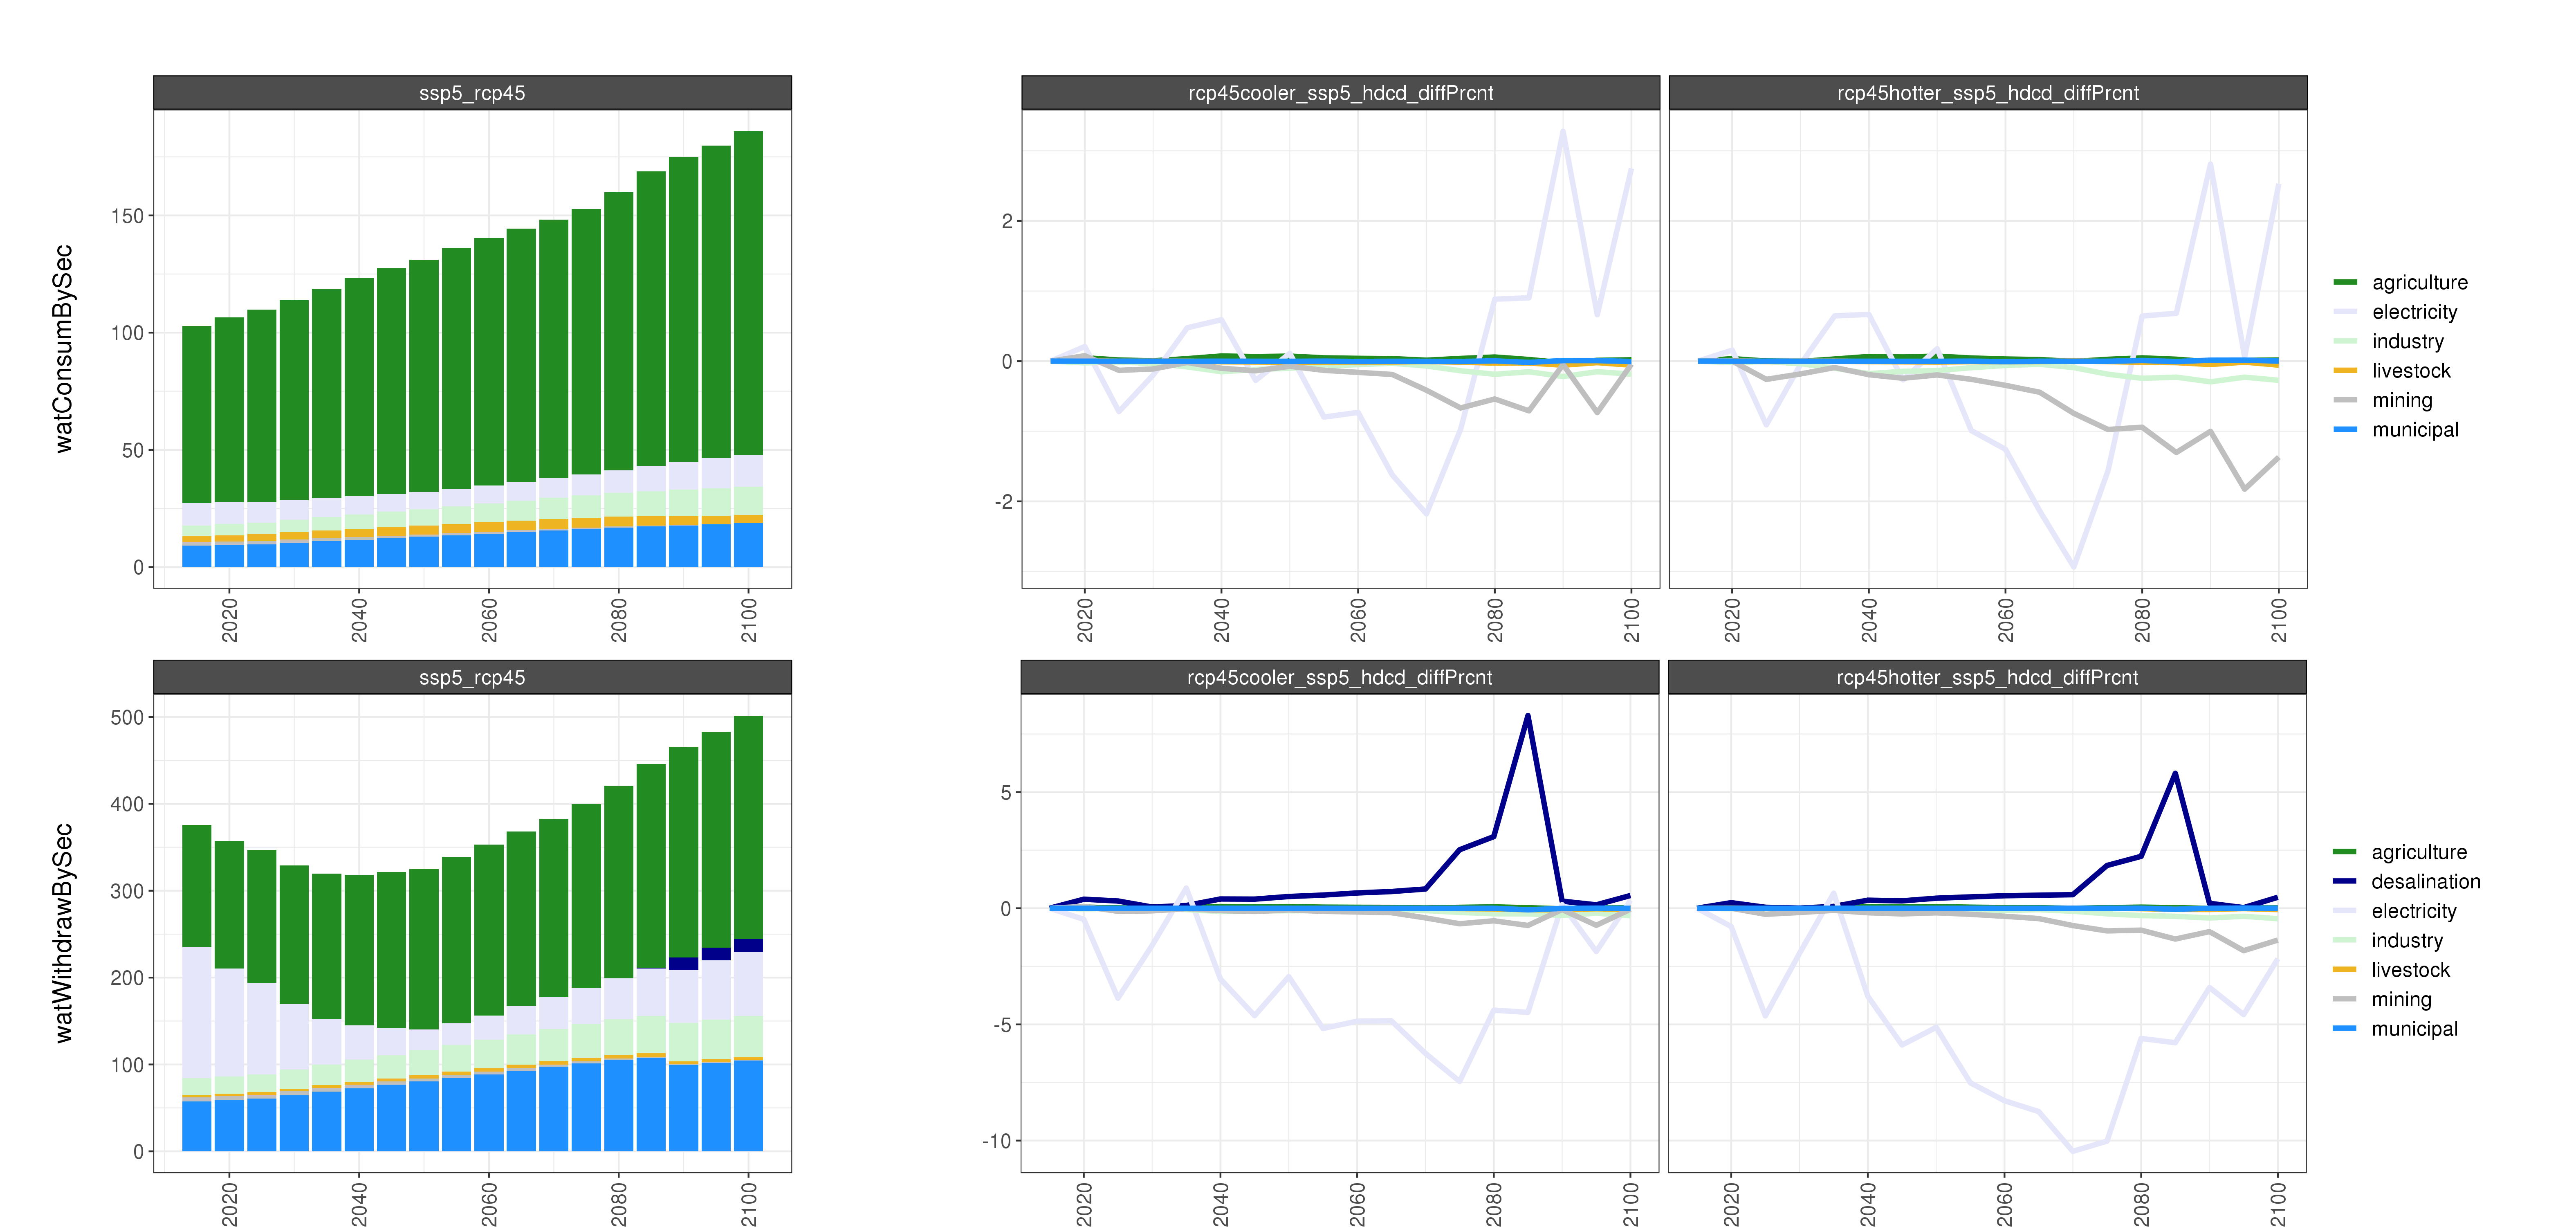 ssp5_rcp45
rcp45cooler_ssp5_hdcd_diffPrcnt
rcp45hotter_ssp5_hdcd_diffPrcnt
watConsumBySec
150
100
50
0
2020
2040
2060
2080
2100
2
0
-2
2020
2040
2060
2080
2100
2020
2040
2060
2080
2100
agriculture
electricity
industry
livestock
mining
municipal
ssp5_rcp45
rcp45cooler_ssp5_hdcd_diffPrcnt
rcp45hotter_ssp5_hdcd_diffPrcnt
watWithdrawBySec
500
400
300
200
100
0
2020
2040
2060
2080
2100
5
0
-5
-10
2020
2040
2060
2080
2100
2020
2040
2060
2080
2100
agriculture
desalination
electricity
industry
livestock
mining
municipal